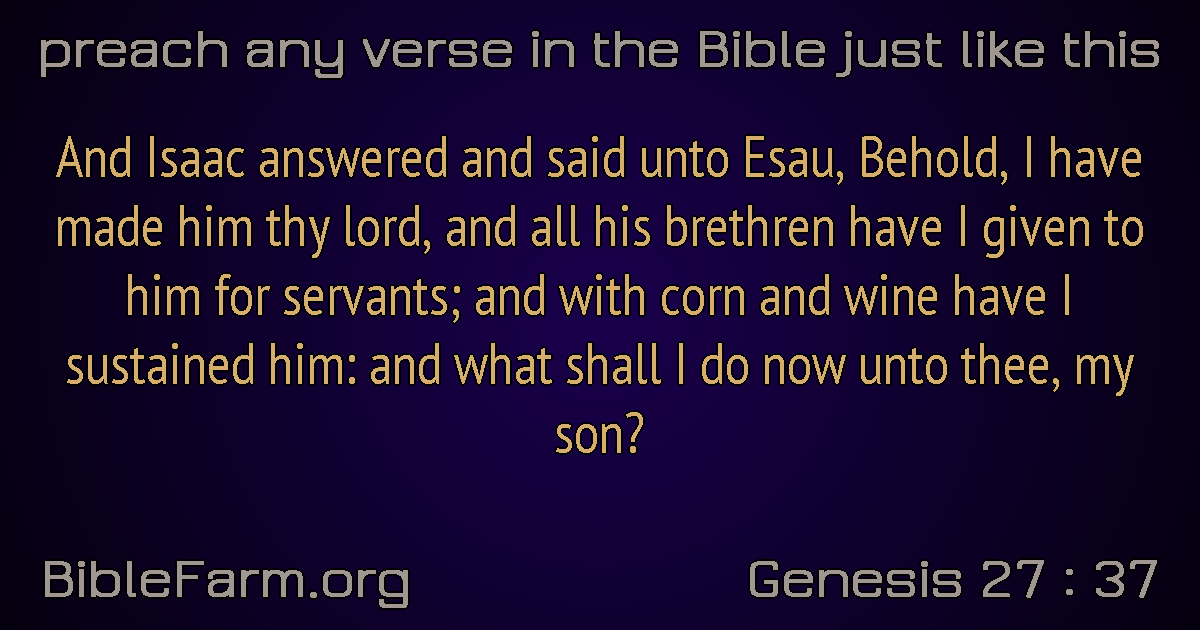 preach any verse in the Bible just like this
And Isaac answered and said unto Esau, Behold, I have
made him thy lord, and all his brethren have I given to
him for servants; and with corn and wine have I
sustained him: and what shall I do now unto thee, my
son?
BibleFarm.org
Genesis 27 : 37